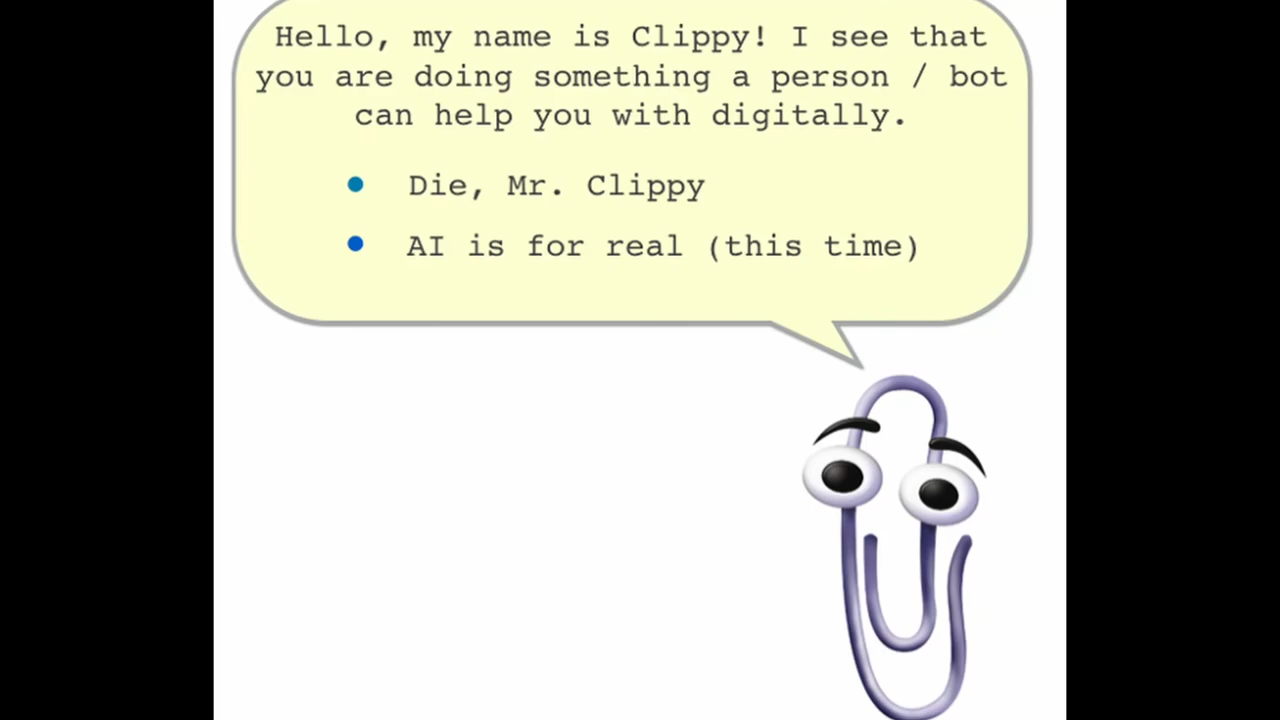 Hello, my name is Clippy! I see that
you are doing something a person / bot
can help you with digitally.
Die, Mr. Clippy
AI is for real (this time)